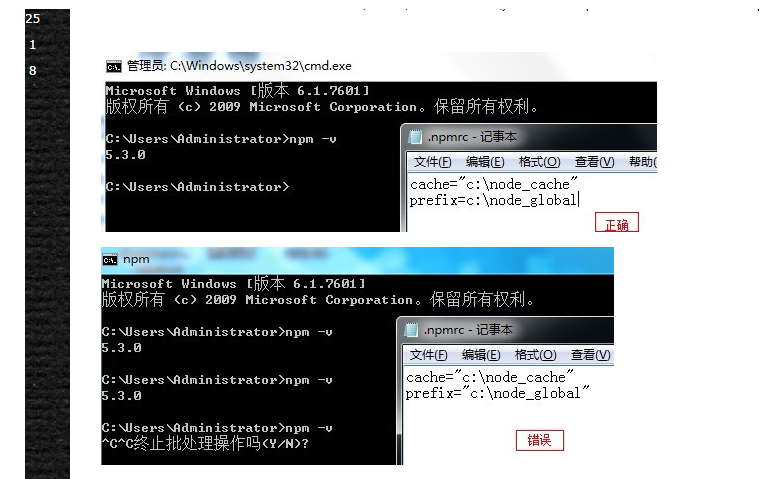 25
1
8
管理员: C:\Windows\system32\cmd.exe
Microsoft Windows [版本 6.1.7601]
版权所有 (c) 2009 Microsoft Corporation。保留所有权利。
C:\Users\Administrator>npm -v
5.3.0
C:\Users\Administrator>
.npmrc - 记事本
文件(F) 编辑(E) 格式(O) 查看(V) 帮助(
cache="c:\node_cache"
prefix=c:\node_global
正确
npm
Microsoft Windows [版本 6.1.7601]
版权所有 (c) 2009 Microsoft Corporation。保留所有权利。
C:\Users\Administrator>npm -v
5.3.0
C:\Users\Administrator>npm -v
5.3.0
C:\Users\Administrator>npm -v
^C^C终止批处理操作吗(Y/N)?
.npmrc - 记事本
文件(F) 编辑(E) 格式(O) 查看(V)
cache="c:\node_cache"
prefix="c:\node_global"
错误